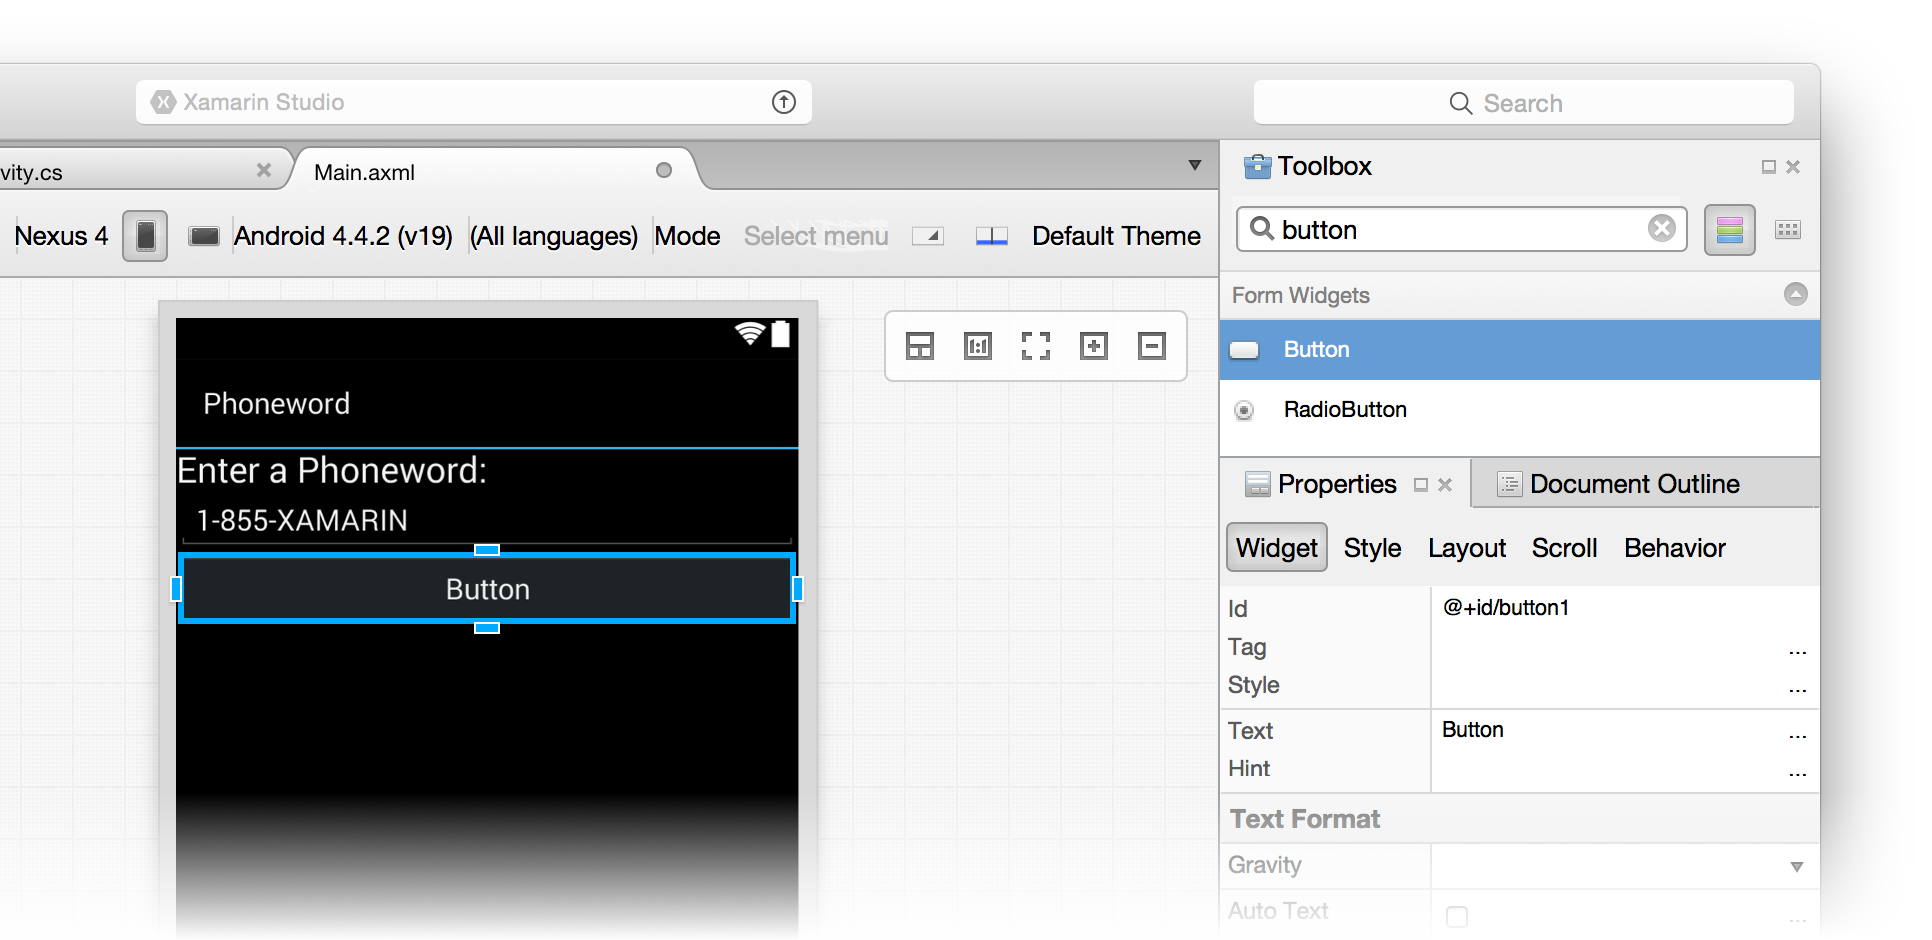 Xamarin Studio
Search
vity.cs
Main.axml
Toolbox
Nexus 4 Android 4.4.2 (v19) (All languages) Mode Select menu Default Theme
button
Form Widgets
Button
RadioButton
1:1
Phoneword
Enter a Phoneword:
1-855-XAMARIN
Button
Properties
Document Outline
Widget Style Layout Scroll Behavior
Id @+id/button1
Tag ...
Style ...
Text Button ...
Hint ...
Text Format
Gravity
Auto Text ...